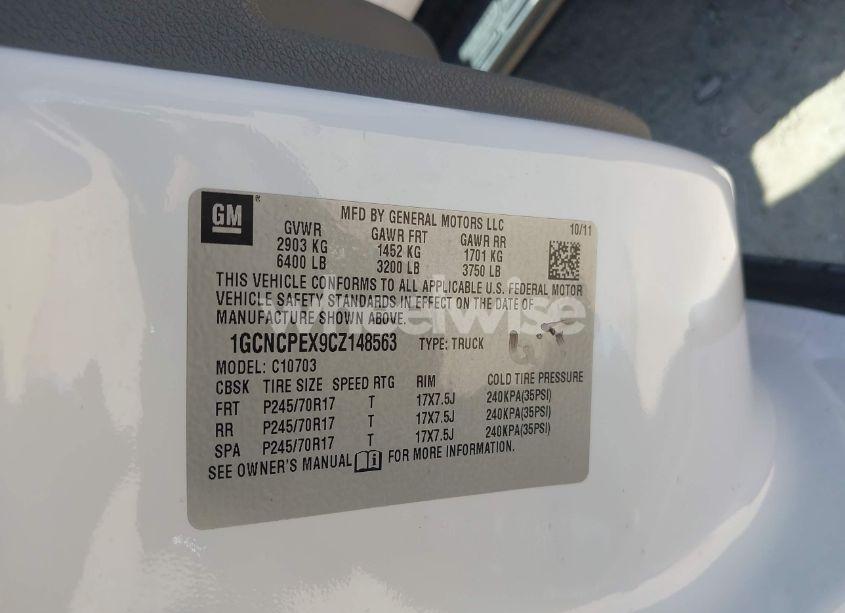 GM ®
MFD BY GENERAL MOTORS LLC
10/11
GVWR GAWR FRT GAWR RR
2903 KG 1452 KG 1701 KG
6400 LB 3200 LB 3750 LB
THIS VEHICLE CONFORMS TO ALL APPLICABLE U.S. FEDERAL MOTOR
VEHICLE SAFETY STANDARDS IN EFFECT ON THE DATE OF
MANUFACTURE SHOWN ABOVE.
wheelwise
1GCNCPEX9CZ148563 TYPE: TRUCK
MODEL: C10703
CBSK TIRE SIZE SPEED RTG RIM COLD TIRE PRESSURE
FRT P245/70R17 T 17X7.5J 240KPA(35PSI)
RR P245/70R17 T 17X7.5J 240KPA(35PSI)
SPA P245/70R17 T 17X7.5J 240KPA(35PSI)
SEE OWNER'S MANUAL FOR MORE INFORMATION.